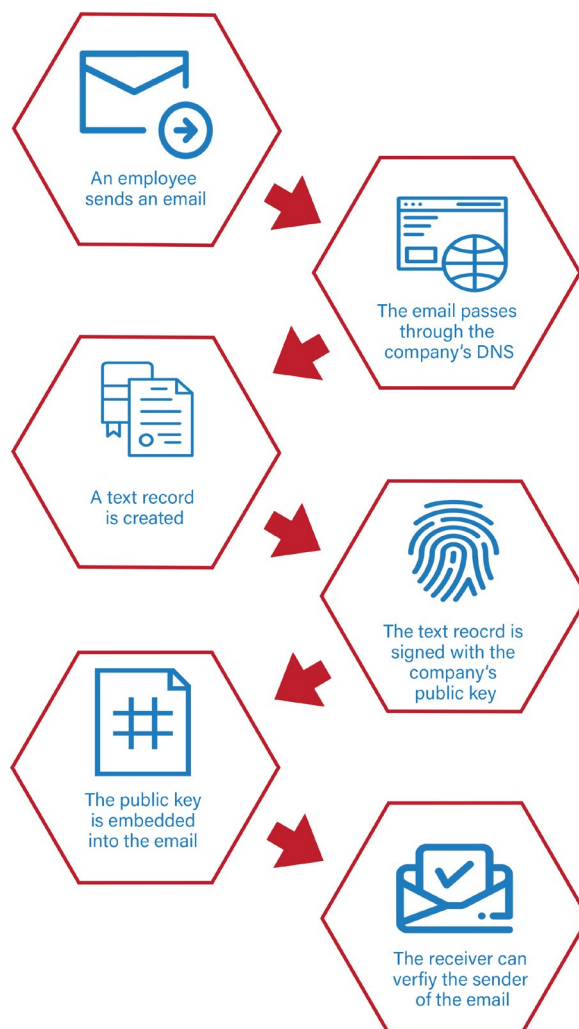 An employee
sends an email
The email passes
through the
company's DNS
A text record
is created
The text reocrd is
signed with the
company's
public key
The public key
is embedded
into the email
The receiver can
verfiy the sender
of the email